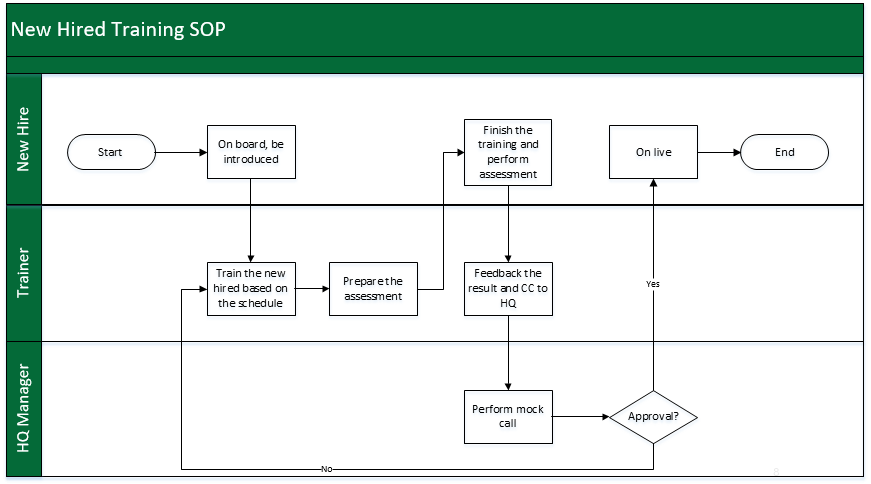 New Hired Training SOP
New Hire
Start
On board, be
introduced
Finish the
training and
perform
assessment
On live
End
Trainer
Train the new
hired based on
the schedule
Prepare the
assessment
Feedback the
result and CC to
HQ
Yes
HQ Manager
Perform mock
call
Approval?
No